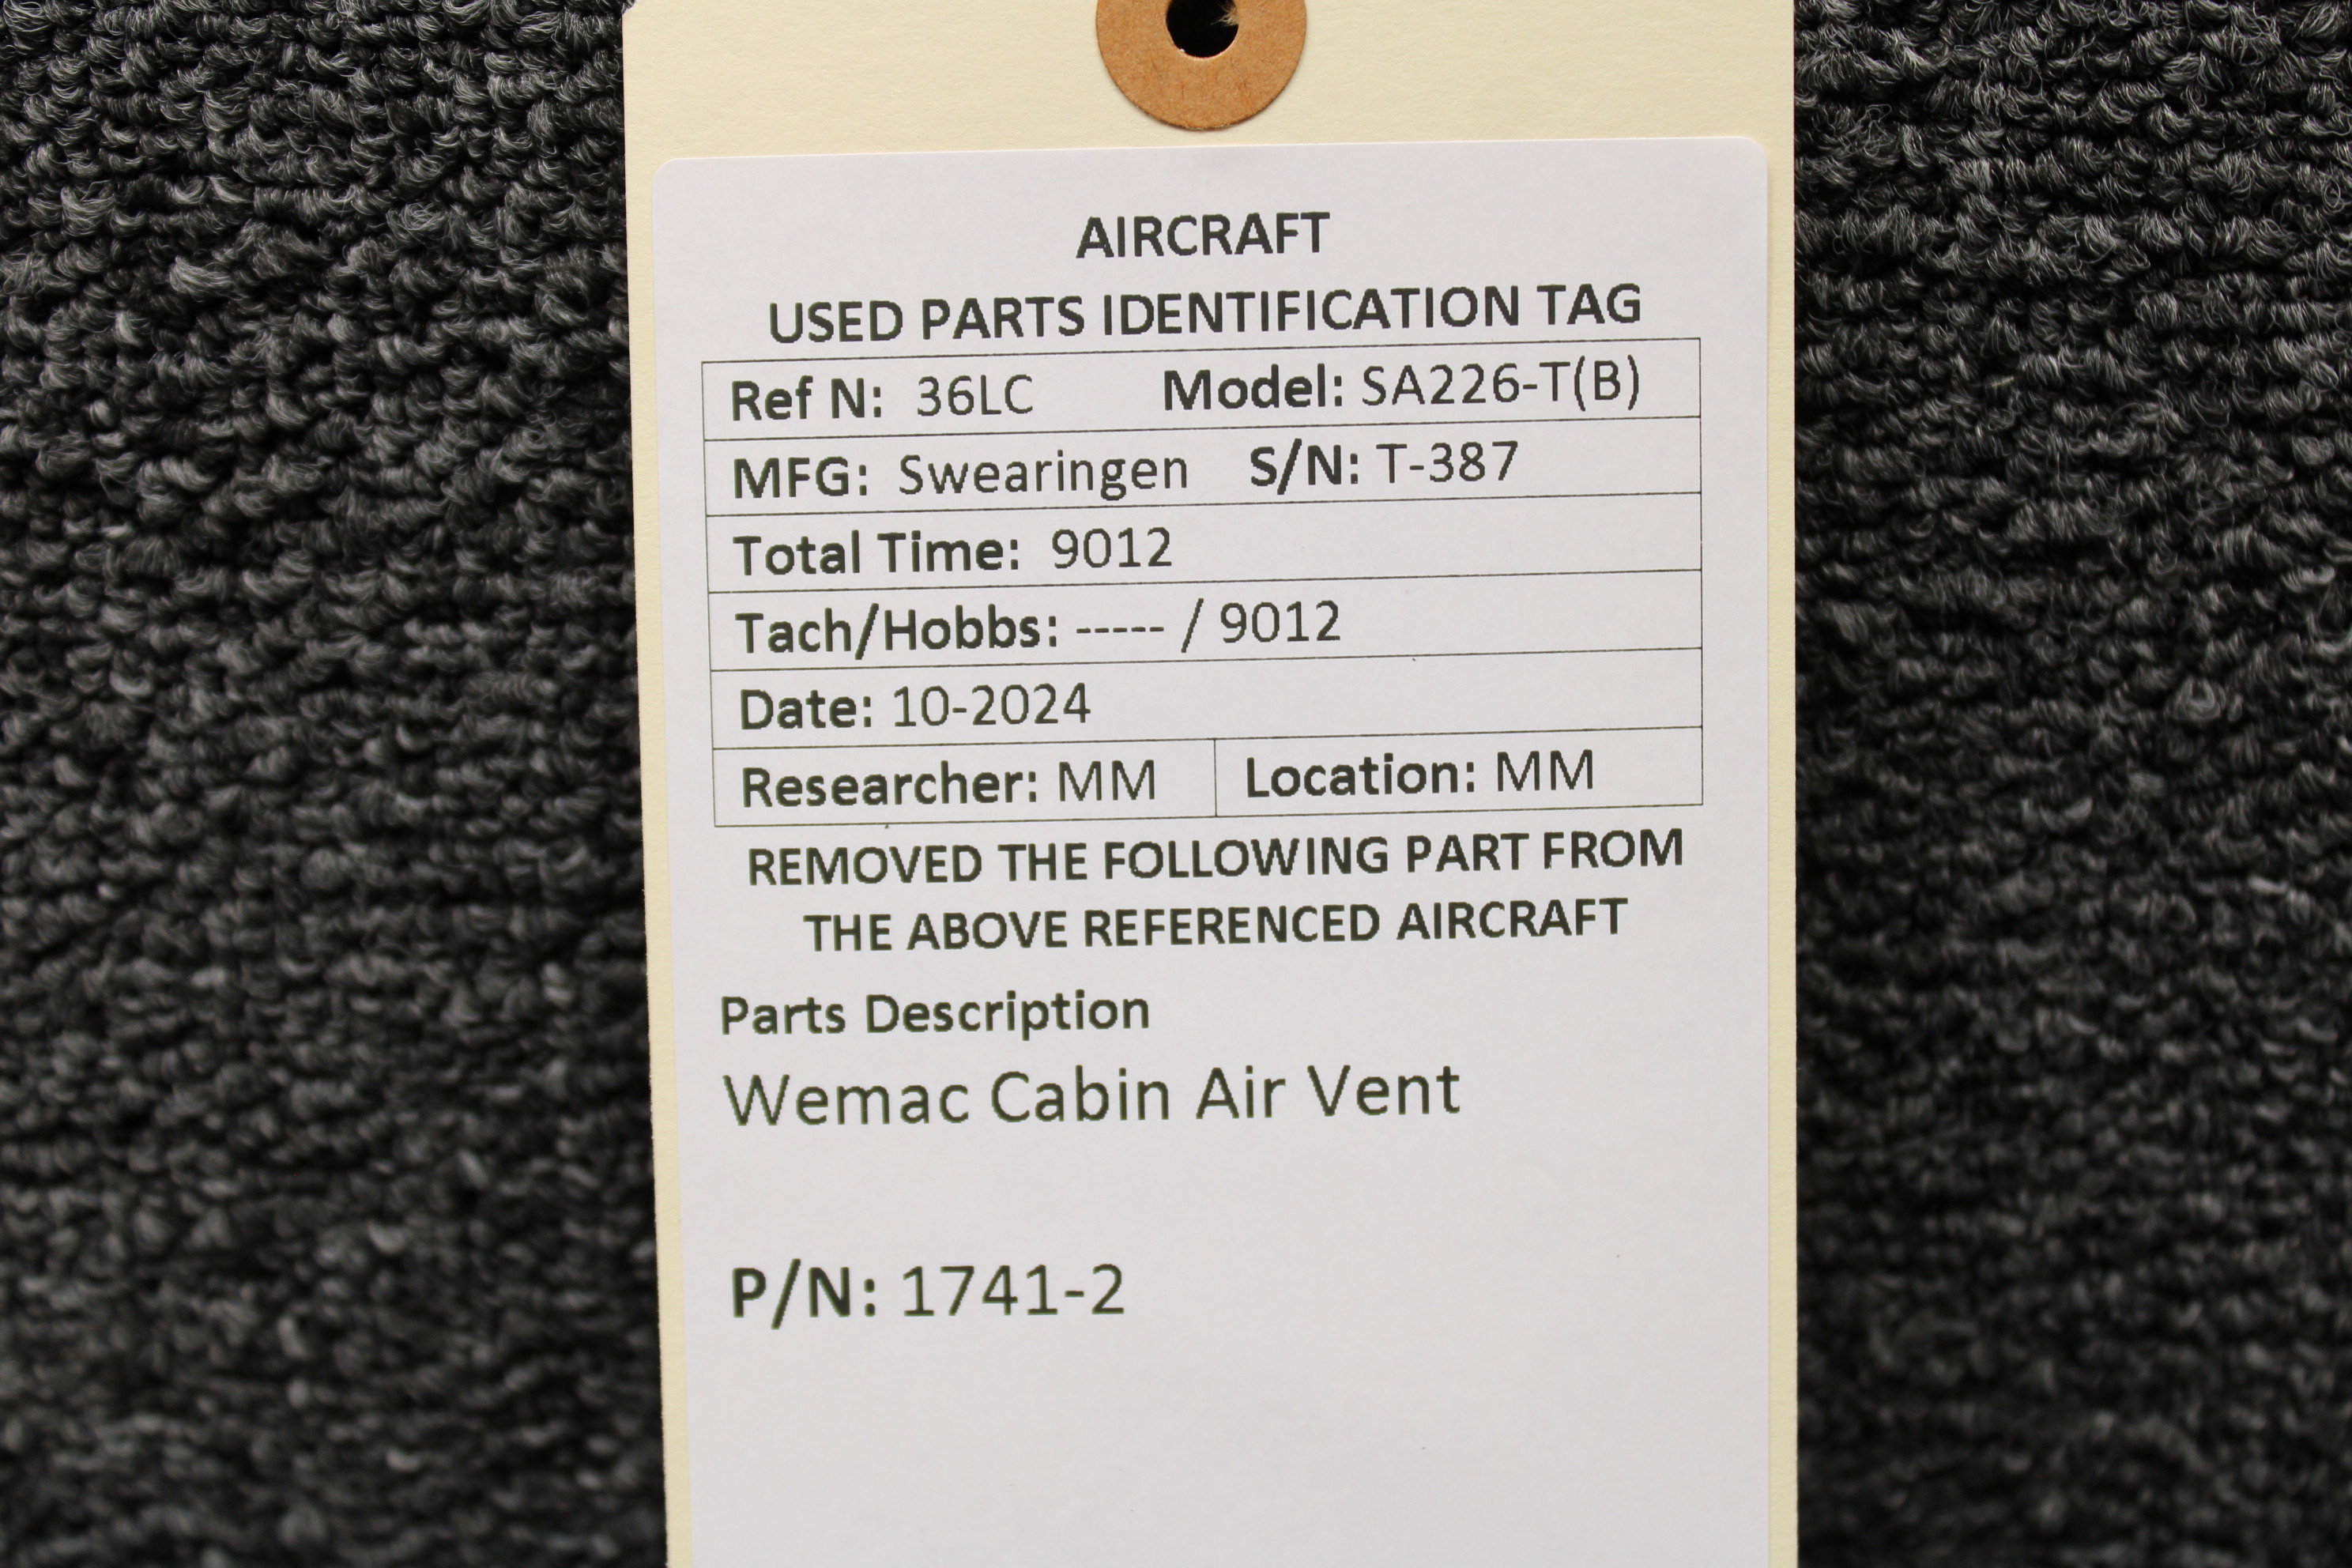 AIRCRAFT
USED PARTS IDENTIFICATION TAG
Ref N: 36LC Model: SA226-T(B)
MFG: Swearingen S/N: T-387
Total Time: 9012
Tach/Hobbs: ----- / 9012
Date: 10-2024
Researcher: MM Location: MM
REMOVED THE FOLLOWING PART FROM
THE ABOVE REFERENCED AIRCRAFT
Parts Description
Wemac Cabin Air Vent
P/N: 1741-2